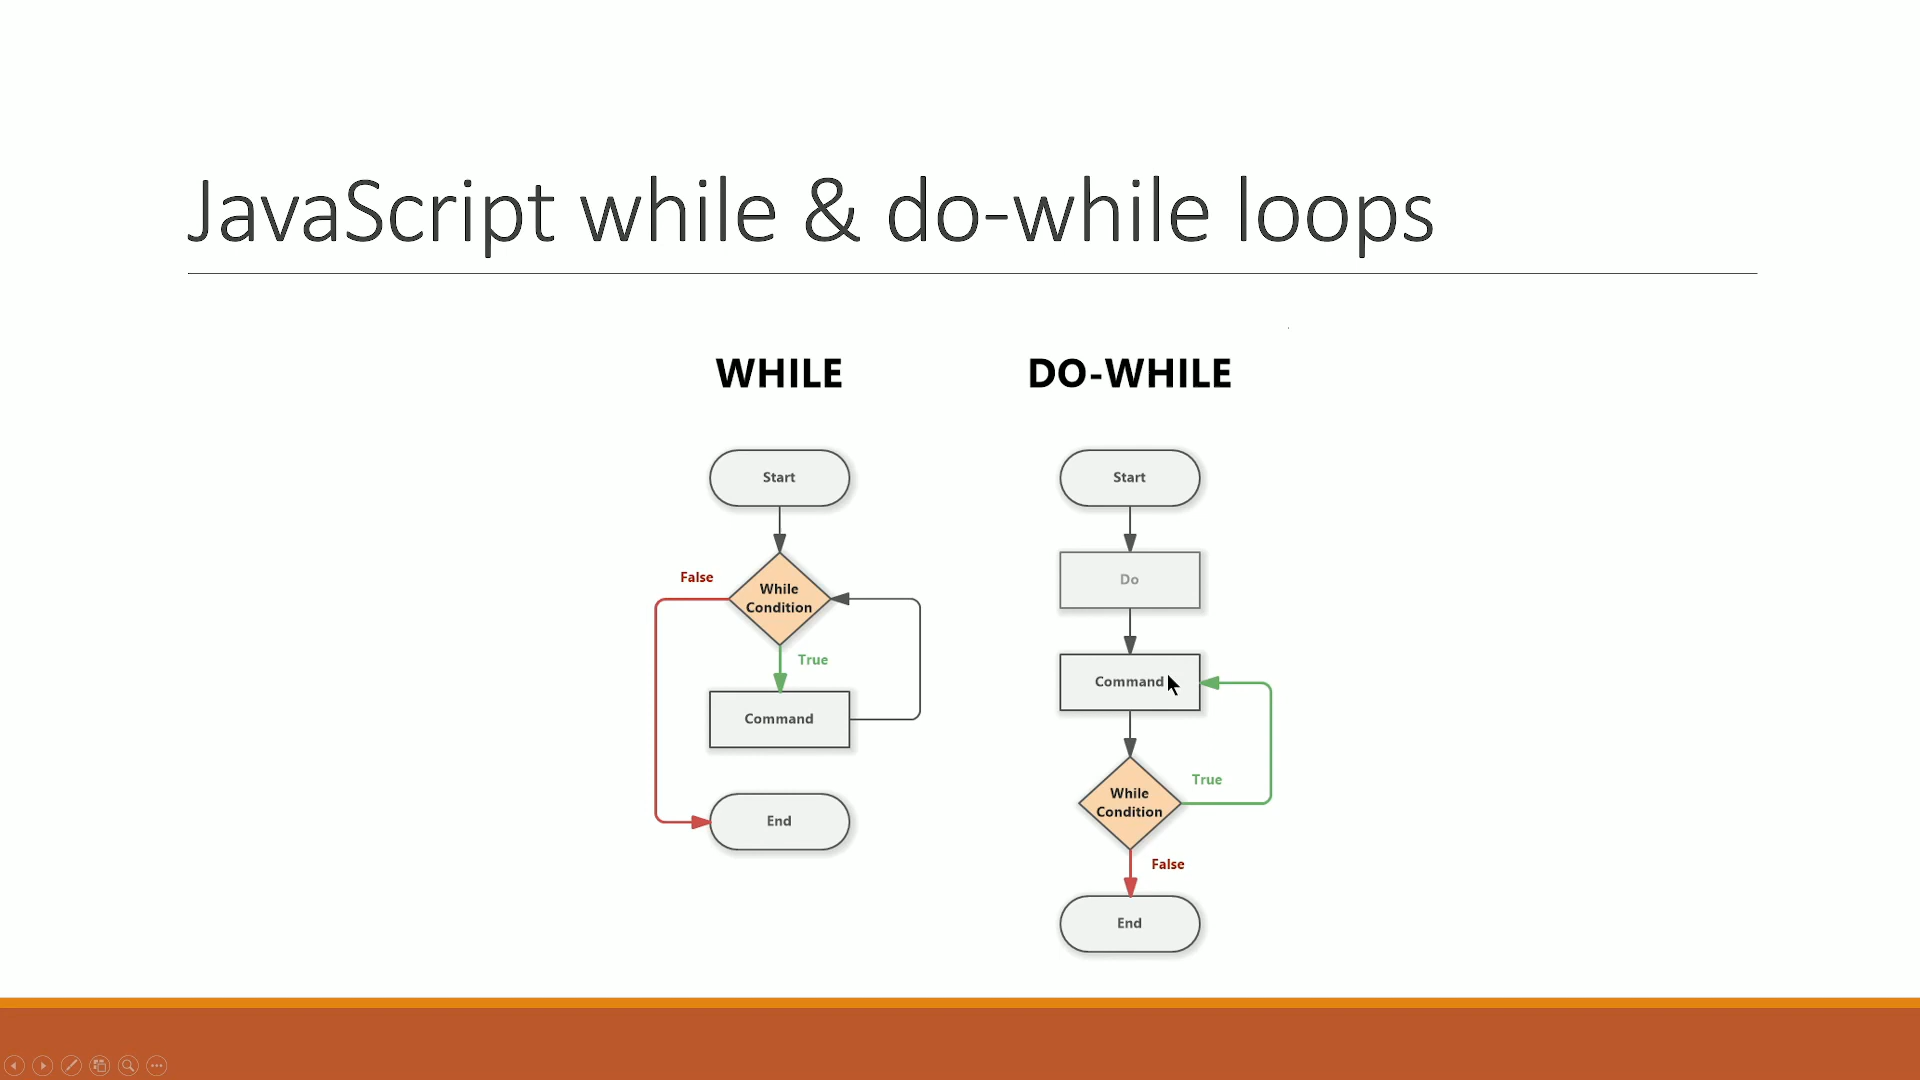 JavaScript while & do-while loops
WHILE
Start
False
While
Condition
True
Command
End
DO-WHILE
Start
Do
Command
While
Condition
True
False
End